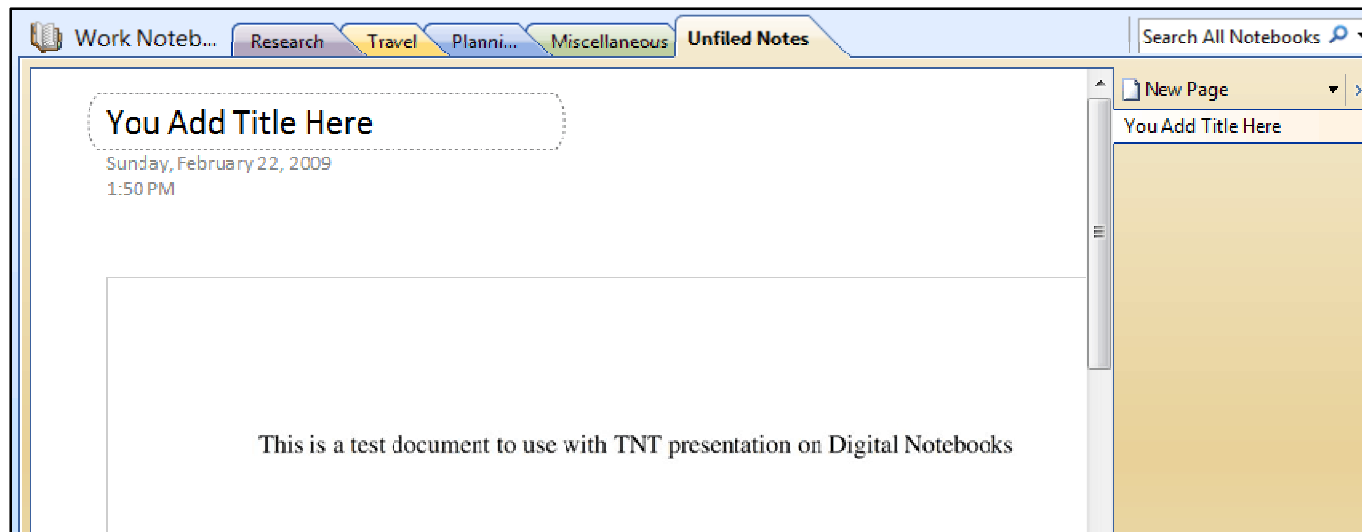 Work Noteb... Research Travel Planni... Miscellaneous Unfiled Notes Search All Notebooks
New Page
You Add Title Here
You Add Title Here
Sunday, February 22, 2009
1:50 PM
This is a test document to use with TNT presentation on Digital Notebooks